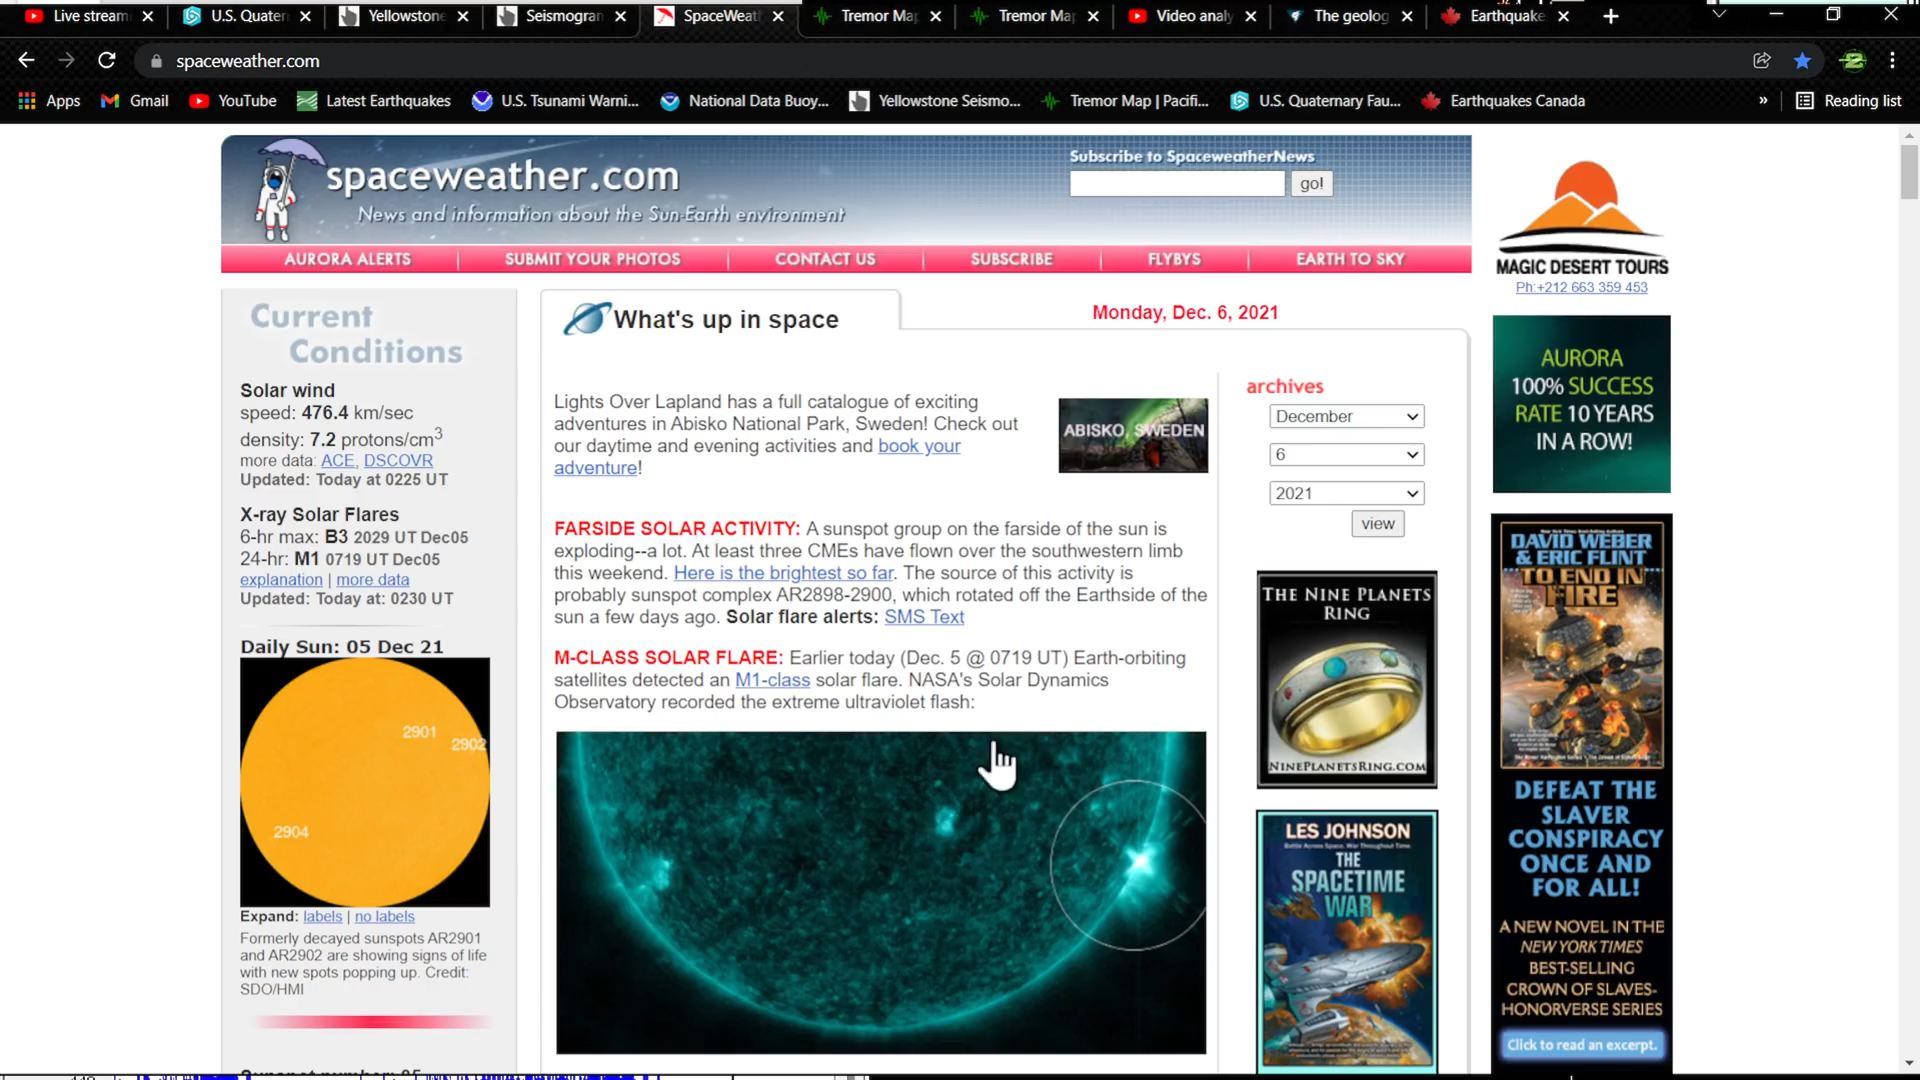 Live stream
U.S. Quater
Yellowstone
Seismogran
SpaceWeat
Tremor Map
Tremor Map
Video analy
The geolog
Earthquake
spaceweather.com
Apps
Gmail
YouTube
Latest Earthquakes
U.S. Tsunami Warni...
National Data Buoy...
Yellowstone Seismo...
Tremor Map | Pacifi...
U.S. Quaternary Fau...
Earthquakes Canada
»
Reading list
spaceweather.com
News and information about the Sun-Earth environment
Subscribe to SpaceweatherNews
go!
AURORA ALERTS
SUBMIT YOUR PHOTOS
CONTACT US
SUBSCRIBE
FLYBYS
EARTH TO SKY
Current
Conditions
Solar wind
speed: 476.4 km/sec
density: 7.2 protons/cm3
more data: ACE, DSCOVR
Updated: Today at 0225 UT
X-ray Solar Flares
6-hr max: B3 2029 UT Dec05
24-hr: M1 0719 UT Dec05
explanation | more data
Updated: Today at: 0230 UT
Daily Sun: 05 Dec 21
2901
2902
2904
Expand: labels | no labels
Formerly decayed sunspots AR2901
and AR2902 are showing signs of life
with new spots popping up. Credit:
SDO/HMI
What's up in space
Monday, Dec. 6, 2021
Lights Over Lapland has a full catalogue of exciting
adventures in Abisko National Park, Sweden! Check out
our daytime and evening activities and book your
adventure!
ABISKO, SWEDEN
FARSIDE SOLAR ACTIVITY: A sunspot group on the farside of the sun is
exploding--a lot. At least three CMEs have flown over the southwestern limb
this weekend. Here is the brightest so far. The source of this activity is
probably sunspot complex AR2898-2900, which rotated off the Earthside of the
sun a few days ago. Solar flare alerts: SMS Text
M-CLASS SOLAR FLARE: Earlier today (Dec. 5 @ 0719 UT) Earth-orbiting
satellites detected an M1-class solar flare. NASA's Solar Dynamics
Observatory recorded the extreme ultraviolet flash:
archives
December
6
2021
view
THE NINE PLANETS
RING
NINEPLANETSRING.COM
LES JOHNSON
THE
SPACETIME
WAR
MAGIC DESERT TOURS
Ph:+212 663 359 453
AURORA
100% SUCCESS
RATE 10 YEARS
IN A ROW!
DAVID WEBER
& ERIC FLINT
TO END IN
FIRE
DEFEAT THE
SLAVER
CONSPIRACY
ONCE AND
FOR ALL!
A NEW NOVEL IN THE
NEW YORK TIMES
BEST-SELLING
CROWN OF SLAVES-
HONORVERSE SERIES
Click to read an excerpt.